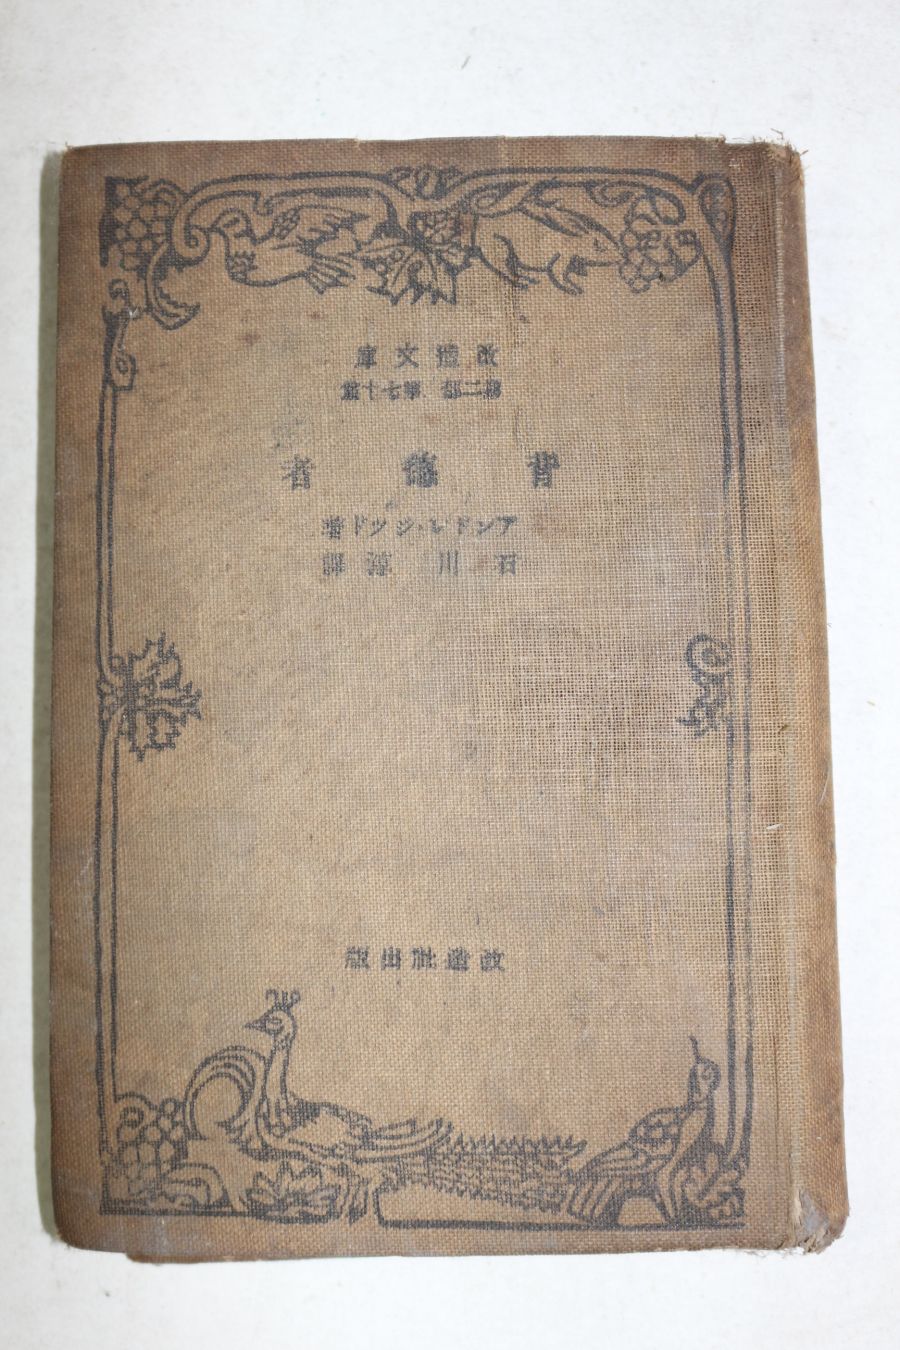 改造文庫
第二部 第七十篇
背德者
アンドレ・ジツド著
石川淳譯
改造社出版